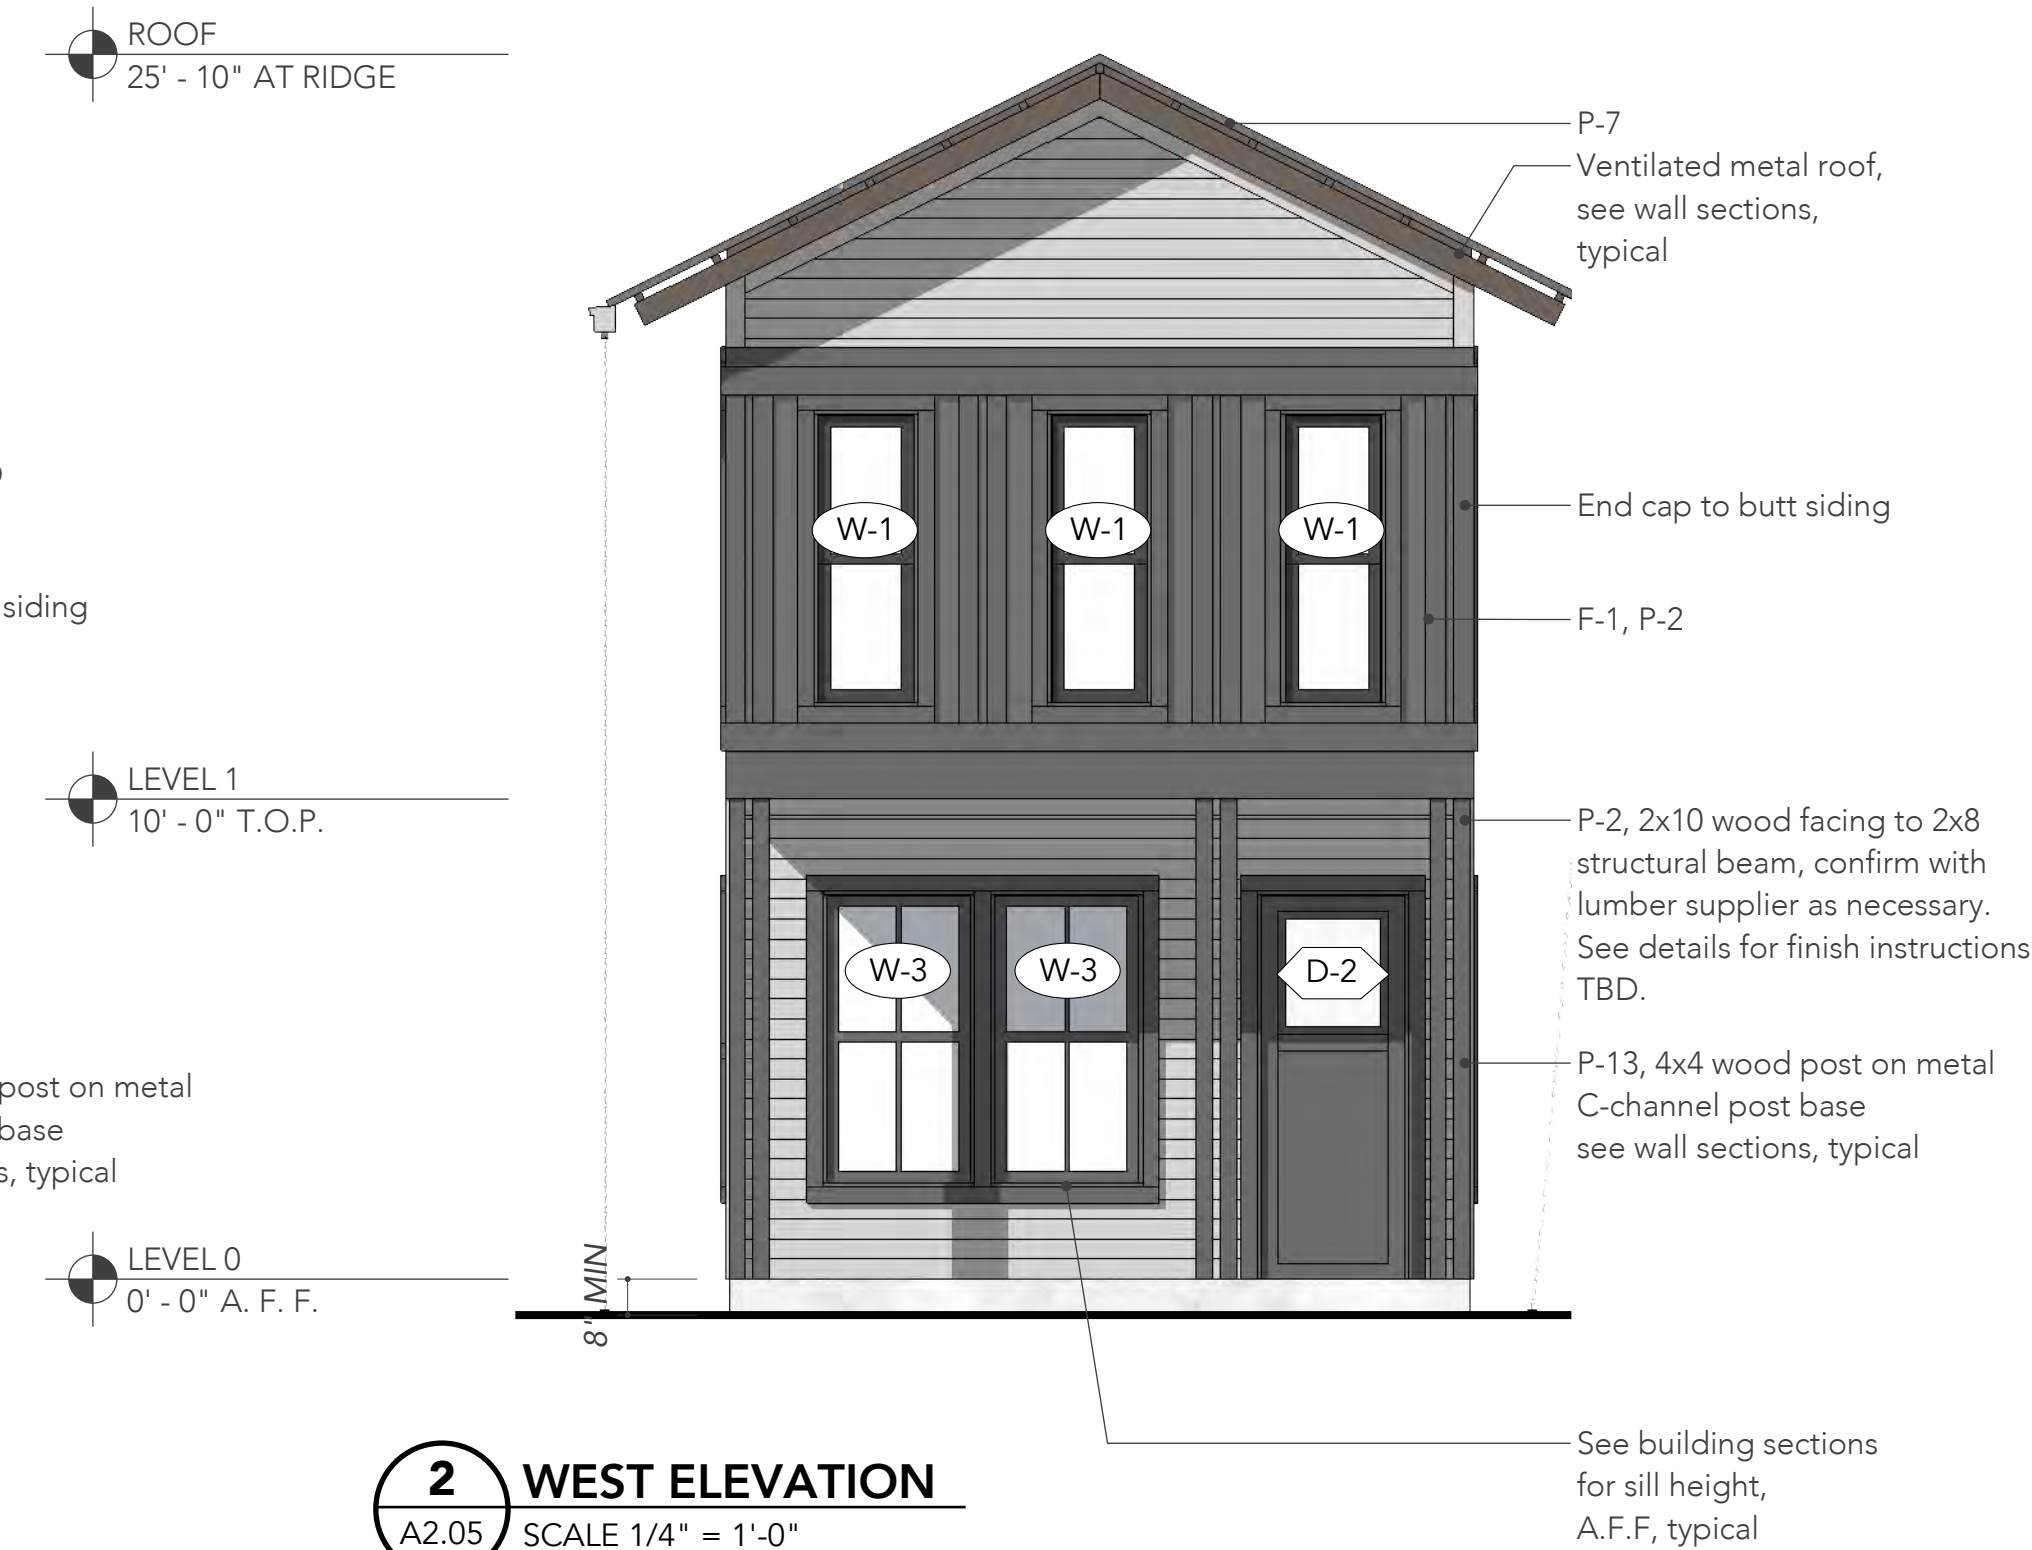 ROOF
25' - 10" AT RIDGE
P-7
Ventilated metal roof,
see wall sections,
typical
W-1
W-1
W-1
End cap to butt siding
siding
F-1, P-2
LEVEL 1
10' - 0" T.O.P.
P-2, 2x10 wood facing to 2x8
structural beam, confirm with
lumber supplier as necessary.
See details for finish instructions
TBD.
W-3
W-3
D-2
P-13, 4x4 wood post on metal
C-channel post base
see wall sections, typical
post on metal
base
s, typical
LEVEL 0
0' - 0" A. F. F.
8" MIN
See building sections
for sill height,
A.F.F, typical
2
WEST ELEVATION
A2.05
SCALE 1/4" = 1'-0"